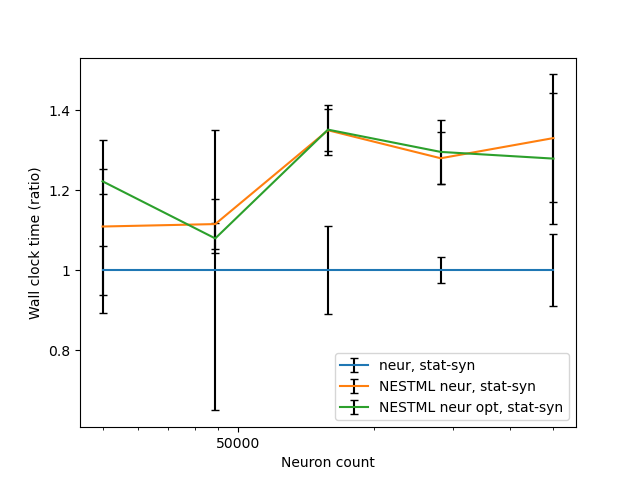 1.4
1.2
1
0.8
Wall clock time (ratio)
neur, stat-syn
NESTML neur, stat-syn
NESTML neur opt, stat-syn
50000
Neuron count